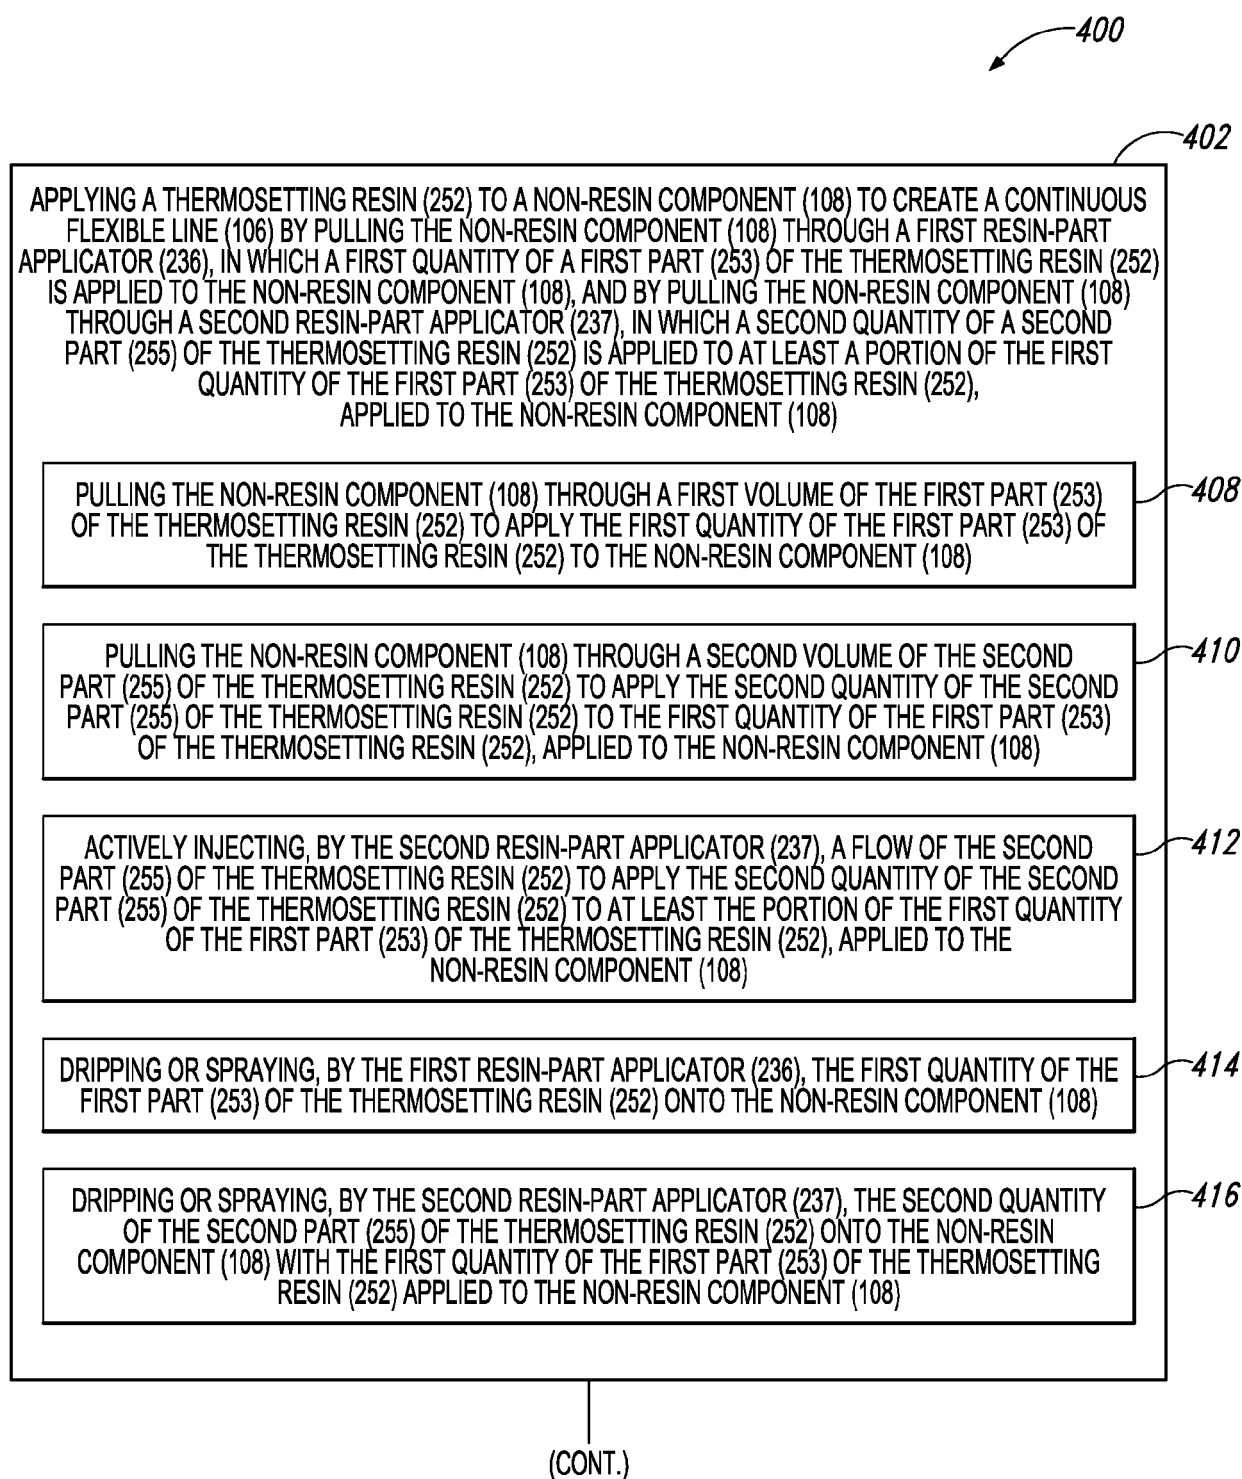 400
402
APPLYING A THERMOSETTING RESIN (252) TO A NON-RESIN COMPONENT (108) TO CREATE A CONTINUOUS
FLEXIBLE LINE (106) BY PULLING THE NON-RESIN COMPONENT (108) THROUGH A FIRST RESIN-PART
APPLICATOR (236), IN WHICH A FIRST QUANTITY OF A FIRST PART (253) OF THE THERMOSETTING RESIN (252)
IS APPLIED TO THE NON-RESIN COMPONENT (108), AND BY PULLING THE NON-RESIN COMPONENT (108)
THROUGH A SECOND RESIN-PART APPLICATOR (237), IN WHICH A SECOND QUANTITY OF A SECOND
PART (255) OF THE THERMOSETTING RESIN (252) IS APPLIED TO AT LEAST A PORTION OF THE FIRST
QUANTITY OF THE FIRST PART (253) OF THE THERMOSETTING RESIN (252),
APPLIED TO THE NON-RESIN COMPONENT (108)
408
PULLING THE NON-RESIN COMPONENT (108) THROUGH A FIRST VOLUME OF THE FIRST PART (253)
OF THE THERMOSETTING RESIN (252) TO APPLY THE FIRST QUANTITY OF THE FIRST PART (253) OF
THE THERMOSETTING RESIN (252) TO THE NON-RESIN COMPONENT (108)
410
PULLING THE NON-RESIN COMPONENT (108) THROUGH A SECOND VOLUME OF THE SECOND
PART (255) OF THE THERMOSETTING RESIN (252) TO APPLY THE SECOND QUANTITY OF THE SECOND
PART (255) OF THE THERMOSETTING RESIN (252) TO THE FIRST QUANTITY OF THE FIRST PART (253)
OF THE THERMOSETTING RESIN (252), APPLIED TO THE NON-RESIN COMPONENT (108)
412
ACTIVELY INJECTING, BY THE SECOND RESIN-PART APPLICATOR (237), A FLOW OF THE SECOND
PART (255) OF THE THERMOSETTING RESIN (252) TO APPLY THE SECOND QUANTITY OF THE SECOND
PART (255) OF THE THERMOSETTING RESIN (252) TO AT LEAST THE PORTION OF THE FIRST QUANTITY
OF THE FIRST PART (253) OF THE THERMOSETTING RESIN (252), APPLIED TO THE
NON-RESIN COMPONENT (108)
414
DRIPPING OR SPRAYING, BY THE FIRST RESIN-PART APPLICATOR (236), THE FIRST QUANTITY OF THE
FIRST PART (253) OF THE THERMOSETTING RESIN (252) ONTO THE NON-RESIN COMPONENT (108)
416
DRIPPING OR SPRAYING, BY THE SECOND RESIN-PART APPLICATOR (237), THE SECOND QUANTITY
OF THE SECOND PART (255) OF THE THERMOSETTING RESIN (252) ONTO THE NON-RESIN
COMPONENT (108) WITH THE FIRST QUANTITY OF THE FIRST PART (253) OF THE THERMOSETTING
RESIN (252) APPLIED TO THE NON-RESIN COMPONENT (108)
(CONT.)